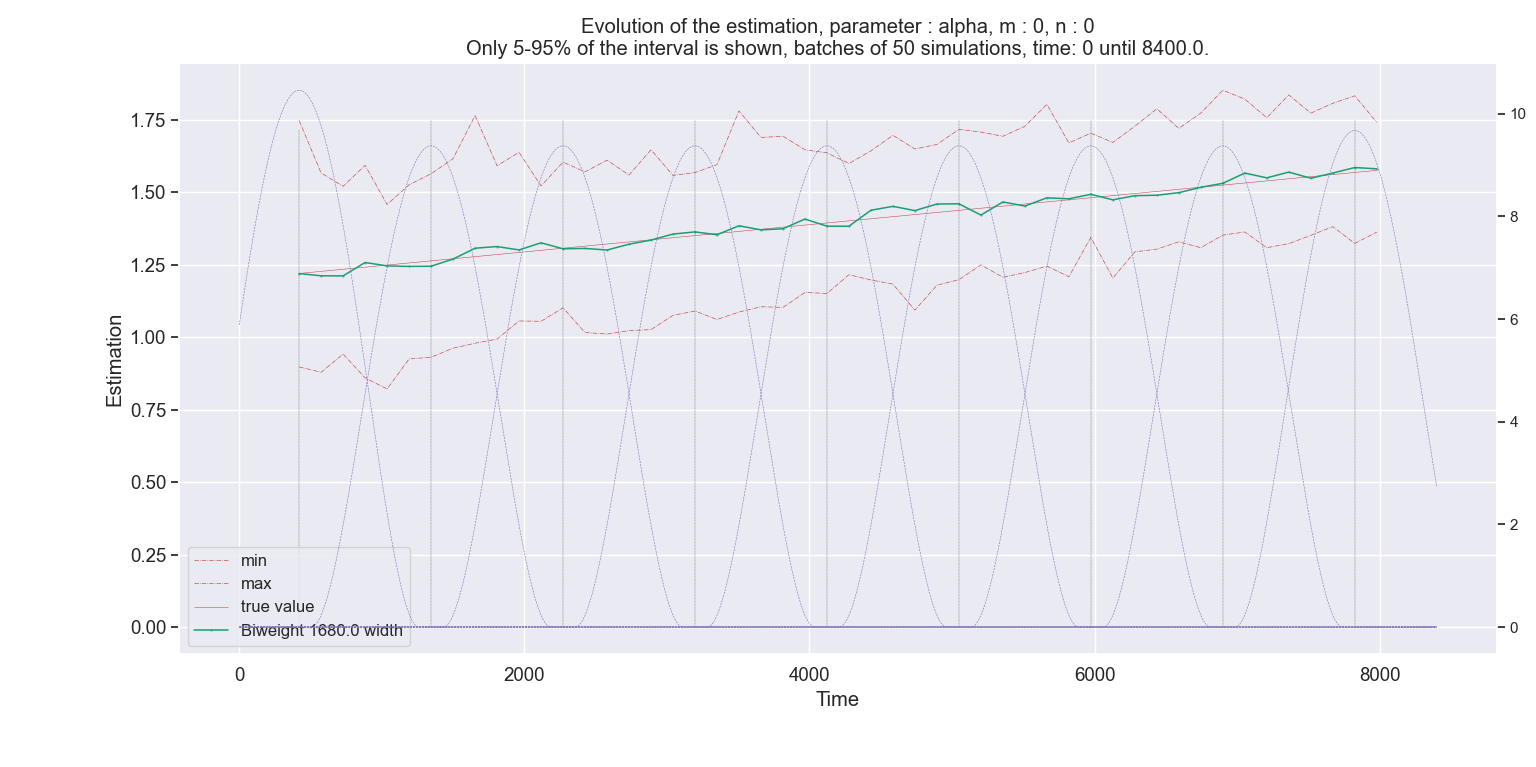 Evolution of the estimation, parameter : alpha, m : 0, n : 0
Only 5-95% of the interval is shown, batches of 50 simulations, time: 0 until 8400.0.
1.75
1.50
1.25
1.00
0.75
0.50
0.25
0.00
Estimation
10
8
6
4
2
0
min
max
true value
Biweight 1680.0 width
0
2000
4000
6000
8000
Time